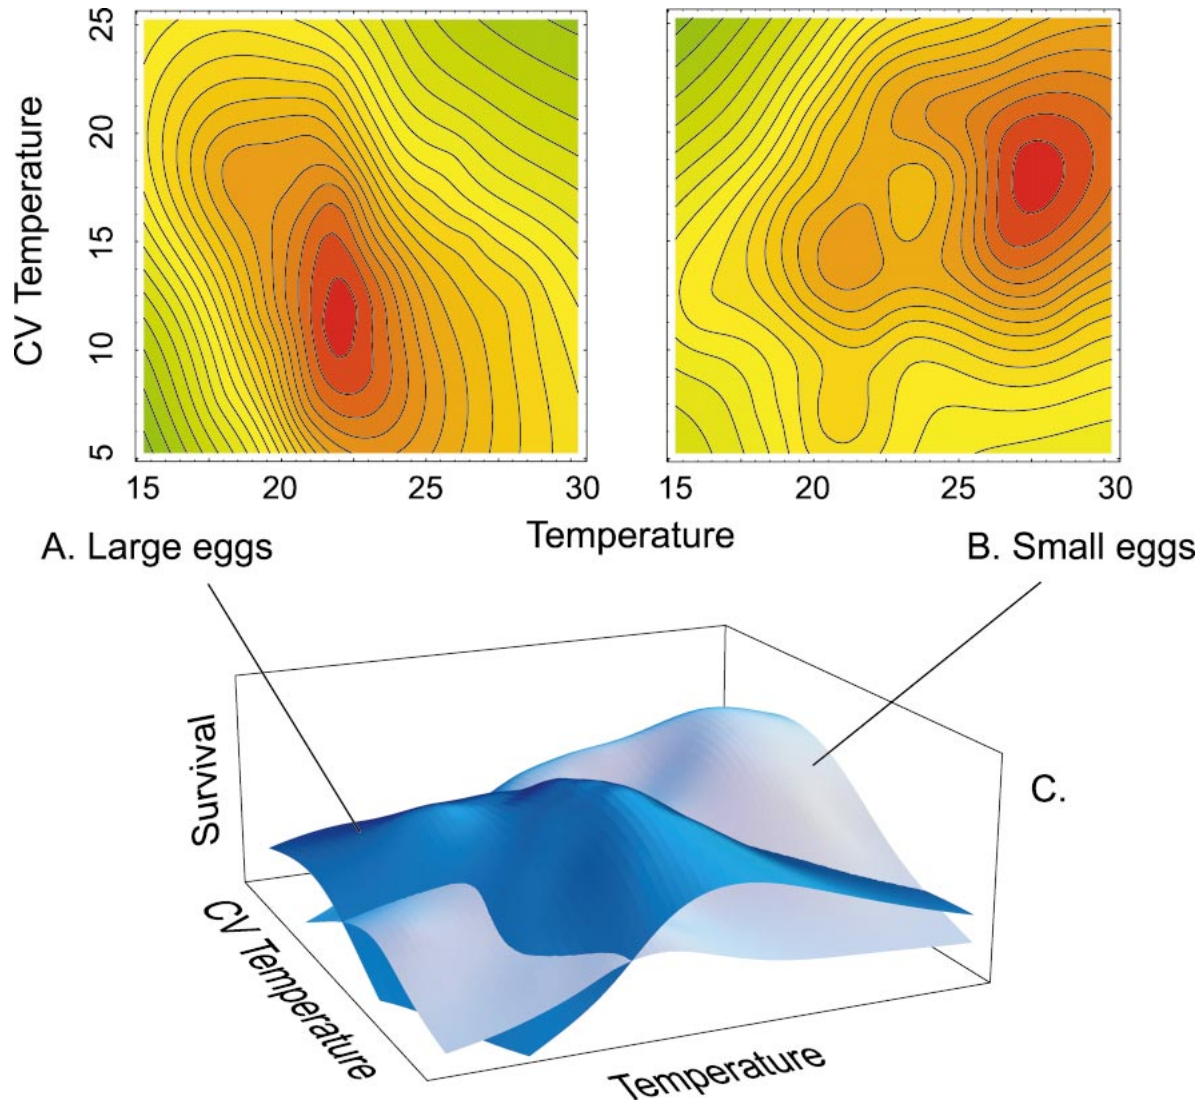 25
20
15
10
5
CV Temperature
15 20 25 30
15 20 25 30
Temperature
A. Large eggs
B. Small eggs
Survival
C.
CV Temperature
Temperature